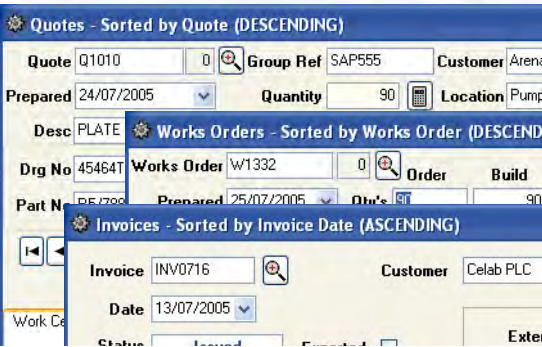 Quotes - Sorted by Quote (DESCENDING)
Quote Q1010 0 Group Ref SAP555 Customer Arena
Prepared 24/07/2005 Quantity 90 Location Pump
Desc PLATE
Works Orders - Sorted by Works Order (DESCEND
Drg No 45464T
Works Order W1332 0 Order Build
Part No
Prepared 25/07/2005 Qty's 90 90
Invoices - Sorted by Invoice Date (ASCENDING)
Invoice INV0716 Customer Celab PLC
Date 13/07/2005
Work Ce
Status Issued Exported
Exter